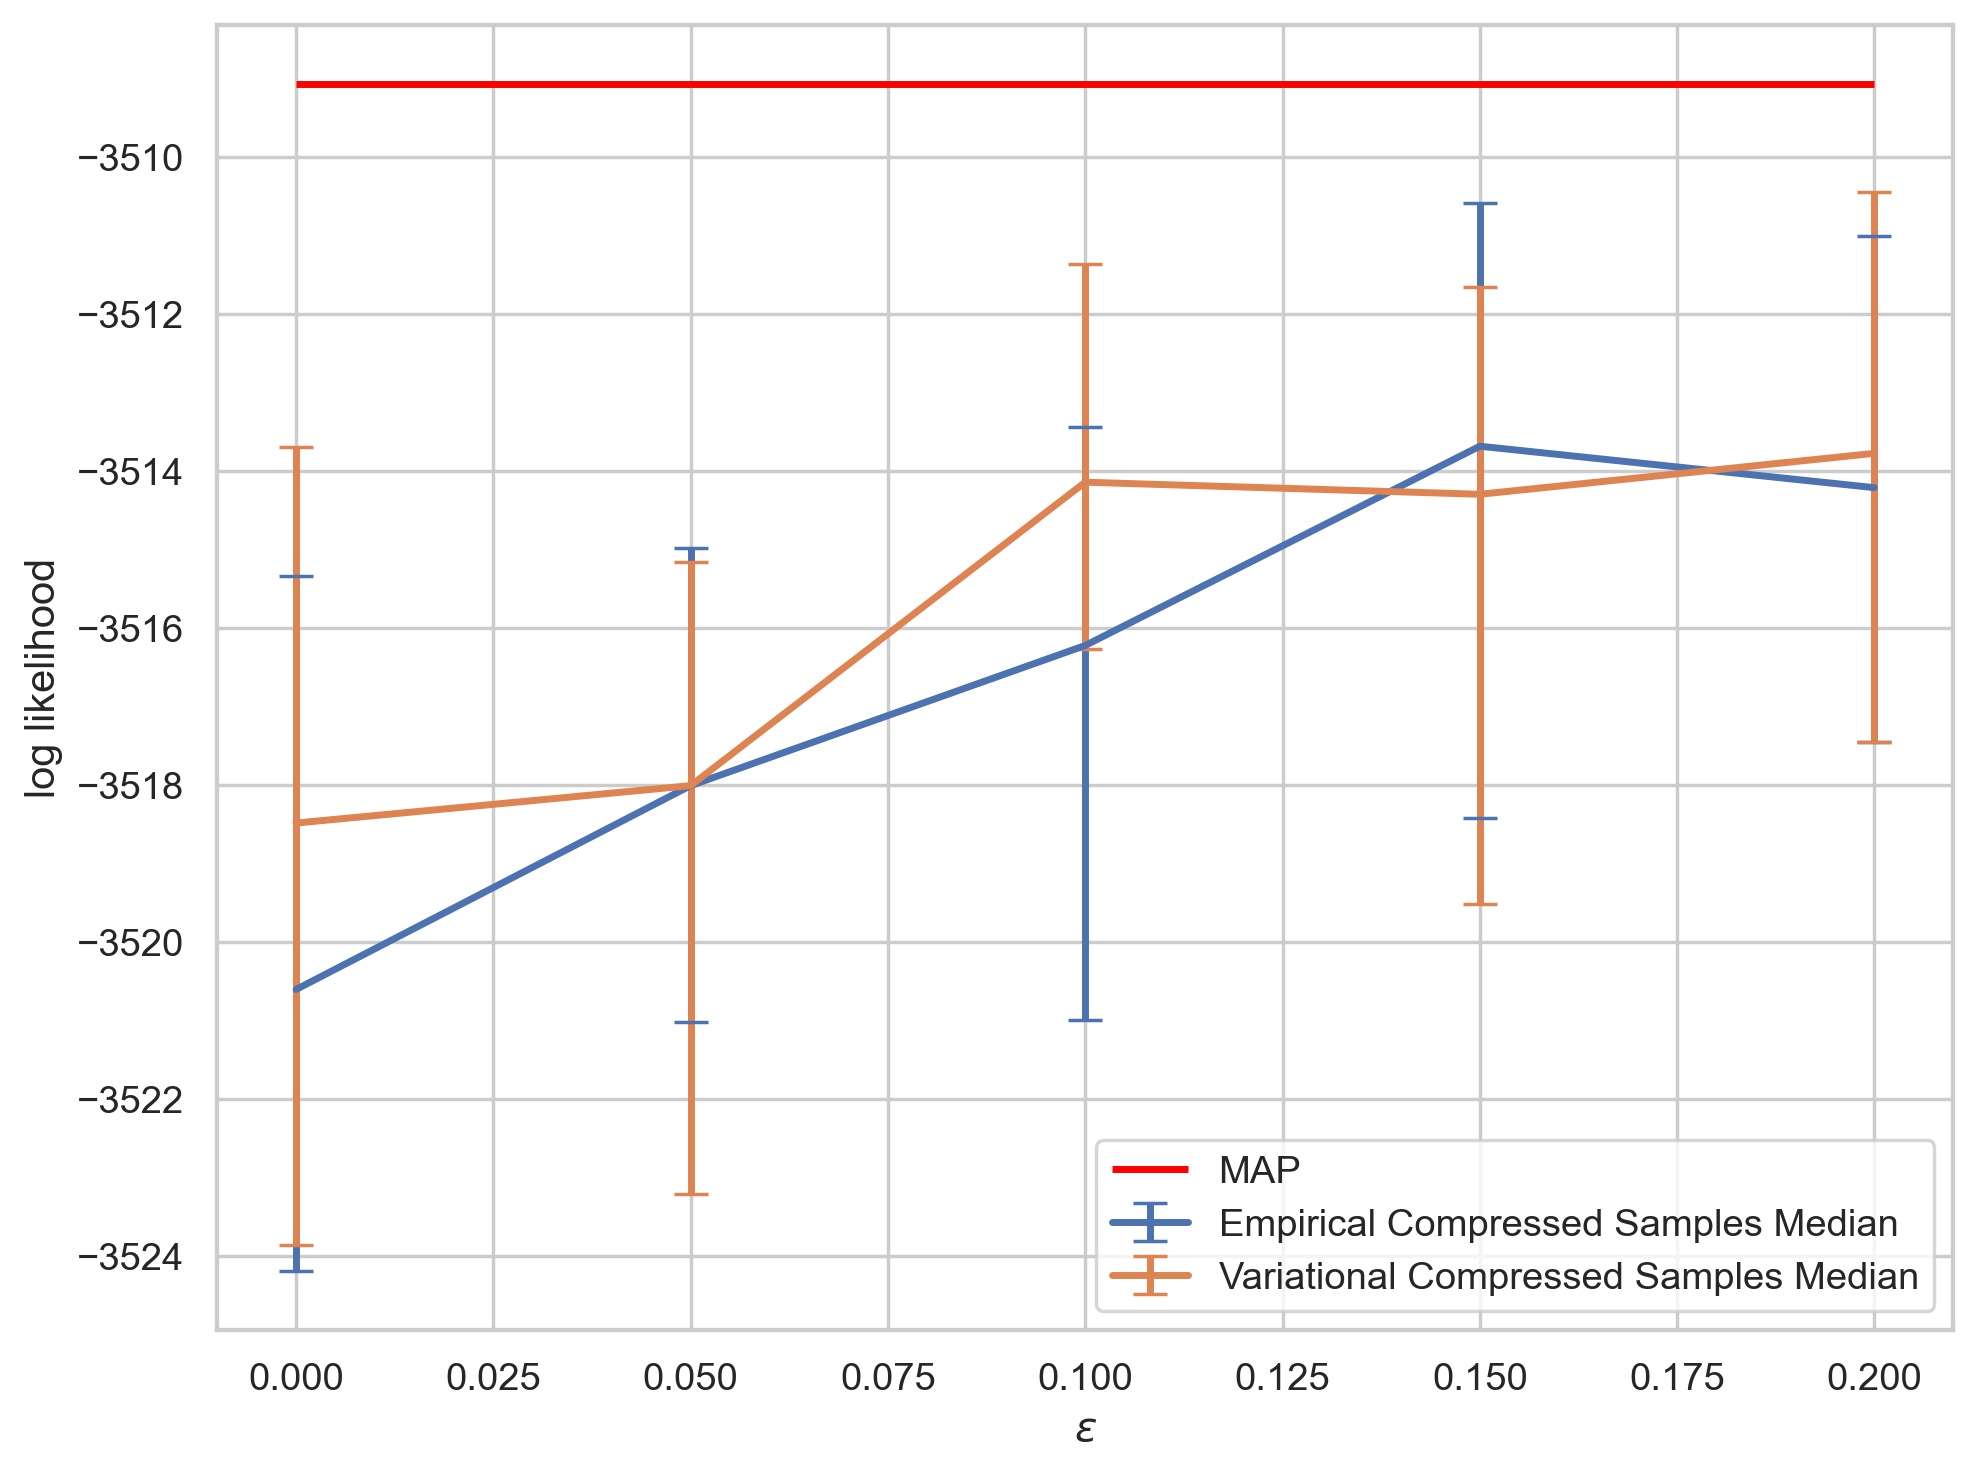 −3510
−3512
−3514
−3516
−3518
−3520
−3522
−3524
log likelihood
MAP
Empirical Compressed Samples Median
Variational Compressed Samples Median
0.000 0.025 0.050 0.075 0.100 0.125 0.150 0.175 0.200
ε